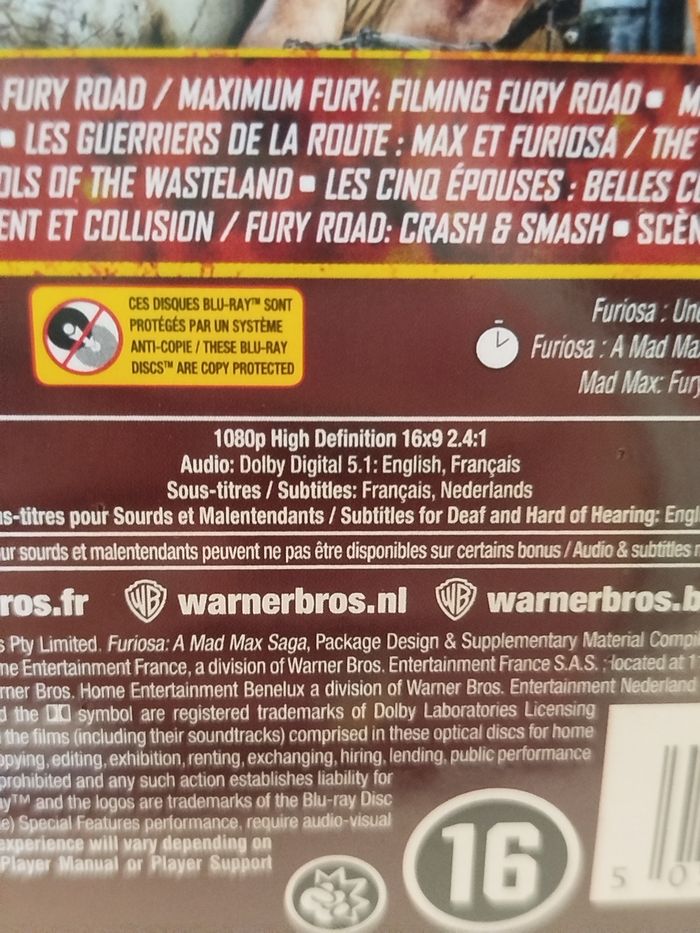 FURY ROAD / MAXIMUM FURY: FILMING FURY ROAD ▪
▪ LES GUERRIERS DE LA ROUTE : MAX ET FURIOSA / THE
OLS OF THE WASTELAND ▪ LES CINQ ÉPOUSES : BELLES
ENT ET COLLISION / FURY ROAD: CRASH & SMASH ▪ SCÈN
CES DISQUES BLU-RAY™ SONT
PROTÉGÉS PAR UN SYSTÈME
ANTI-COPIE / THESE BLU-RAY
DISCS™ ARE COPY PROTECTED
Furiosa : Une
Furiosa : A Mad Ma
Mad Max: Fury
1080p High Definition 16x9 2.4:1
Audio: Dolby Digital 5.1: English, Français
Sous-titres / Subtitles: Français, Nederlands
s-titres pour Sourds et Malentendants / Subtitles for Deaf and Hard of Hearing: Engl
ur sourds et malentendants peuvent ne pas être disponibles sur certains bonus / Audio & subtitles
ros.fr WB warnerbros.nl WB warnerbros.b
s Pty Limited. Furiosa: A Mad Max Saga, Package Design & Supplementary Material Compil
me Entertainment France, a division of Warner Bros. Entertainment France S.A.S. ; located at 1
rner Bros. Home Entertainment Benelux a division of Warner Bros. Entertainment Nederland
d the symbol are registered trademarks of Dolby Laboratories Licensing
the films (including their soundtracks) comprised in these optical discs for home
opying, editing, exhibition, renting, exchanging, hiring, lending, public performance
prohibited and any such action establishes liability for
ay™ and the logos are trademarks of the Blu-ray Disc
e) Special Features performance, require audio-visual
experience will vary depending on
Player Manual or Player Support
16
5 0